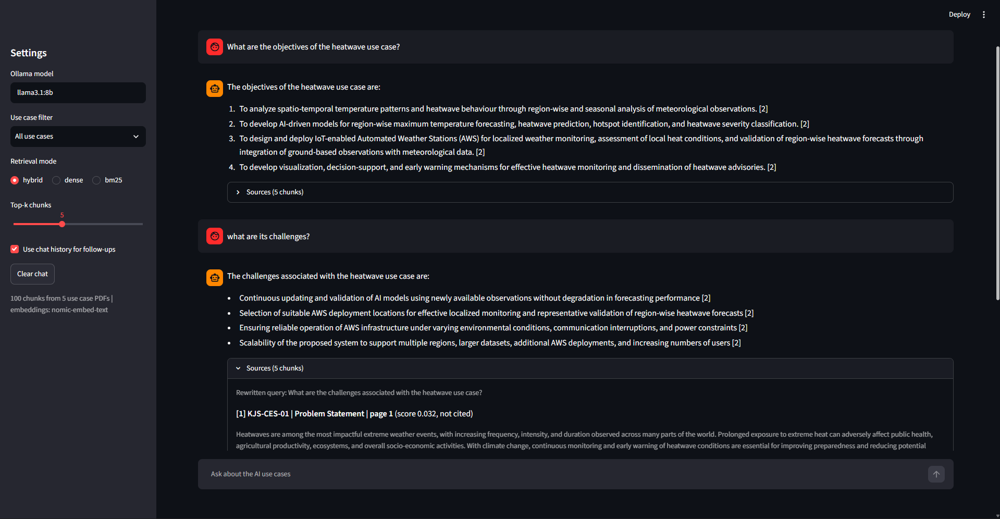 Deploy
Settings
Ollama model
llama3.1:8b
Use case filter
All use cases
Retrieval mode
hybrid
dense
bm25
Top-k chunks
5
Use chat history for follow-ups
Clear chat
100 chunks from 5 use case PDFs |
embeddings: nomic-embed-text
What are the objectives of the heatwave use case?
The objectives of the heatwave use case are:
1. To analyze spatio-temporal temperature patterns and heatwave behaviour through region-wise and seasonal analysis of meteorological observations. [2]
2. To develop AI-driven models for region-wise maximum temperature forecasting, heatwave prediction, hotspot identification, and heatwave severity classification. [2]
3. To design and deploy IoT-enabled Automated Weather Stations (AWS) for localized weather monitoring, assessment of local heat conditions, and validation of region-wise heatwave forecasts through
integration of ground-based observations with meteorological data. [2]
4. To develop visualization, decision-support, and early warning mechanisms for effective heatwave monitoring and dissemination of heatwave advisories. [2]
Sources (5 chunks)
what are its challenges?
The challenges associated with the heatwave use case are:
• Continuous updating and validation of AI models using newly available observations without degradation in forecasting performance [2]
• Selection of suitable AWS deployment locations for effective localized monitoring and representative validation of region-wise heatwave forecasts [2]
• Ensuring reliable operation of AWS infrastructure under varying environmental conditions, communication interruptions, and power constraints [2]
• Scalability of the proposed system to support multiple regions, larger datasets, additional AWS deployments, and increasing numbers of users [2]
Sources (5 chunks)
Rewritten query: What are the challenges associated with the heatwave use case?
[1] KJS-CES-01 | Problem Statement | page 1 (score 0.032, not cited)
Heatwaves are among the most impactful extreme weather events, with increasing frequency, intensity, and duration observed across many parts of the world. Prolonged exposure to extreme heat can adversely affect public health,
agricultural productivity, ecosystems, and overall socio-economic activities. With climate change, continuous monitoring and early warning of heatwave conditions are essential for improving preparedness and reducing potential
Ask about the AI use cases